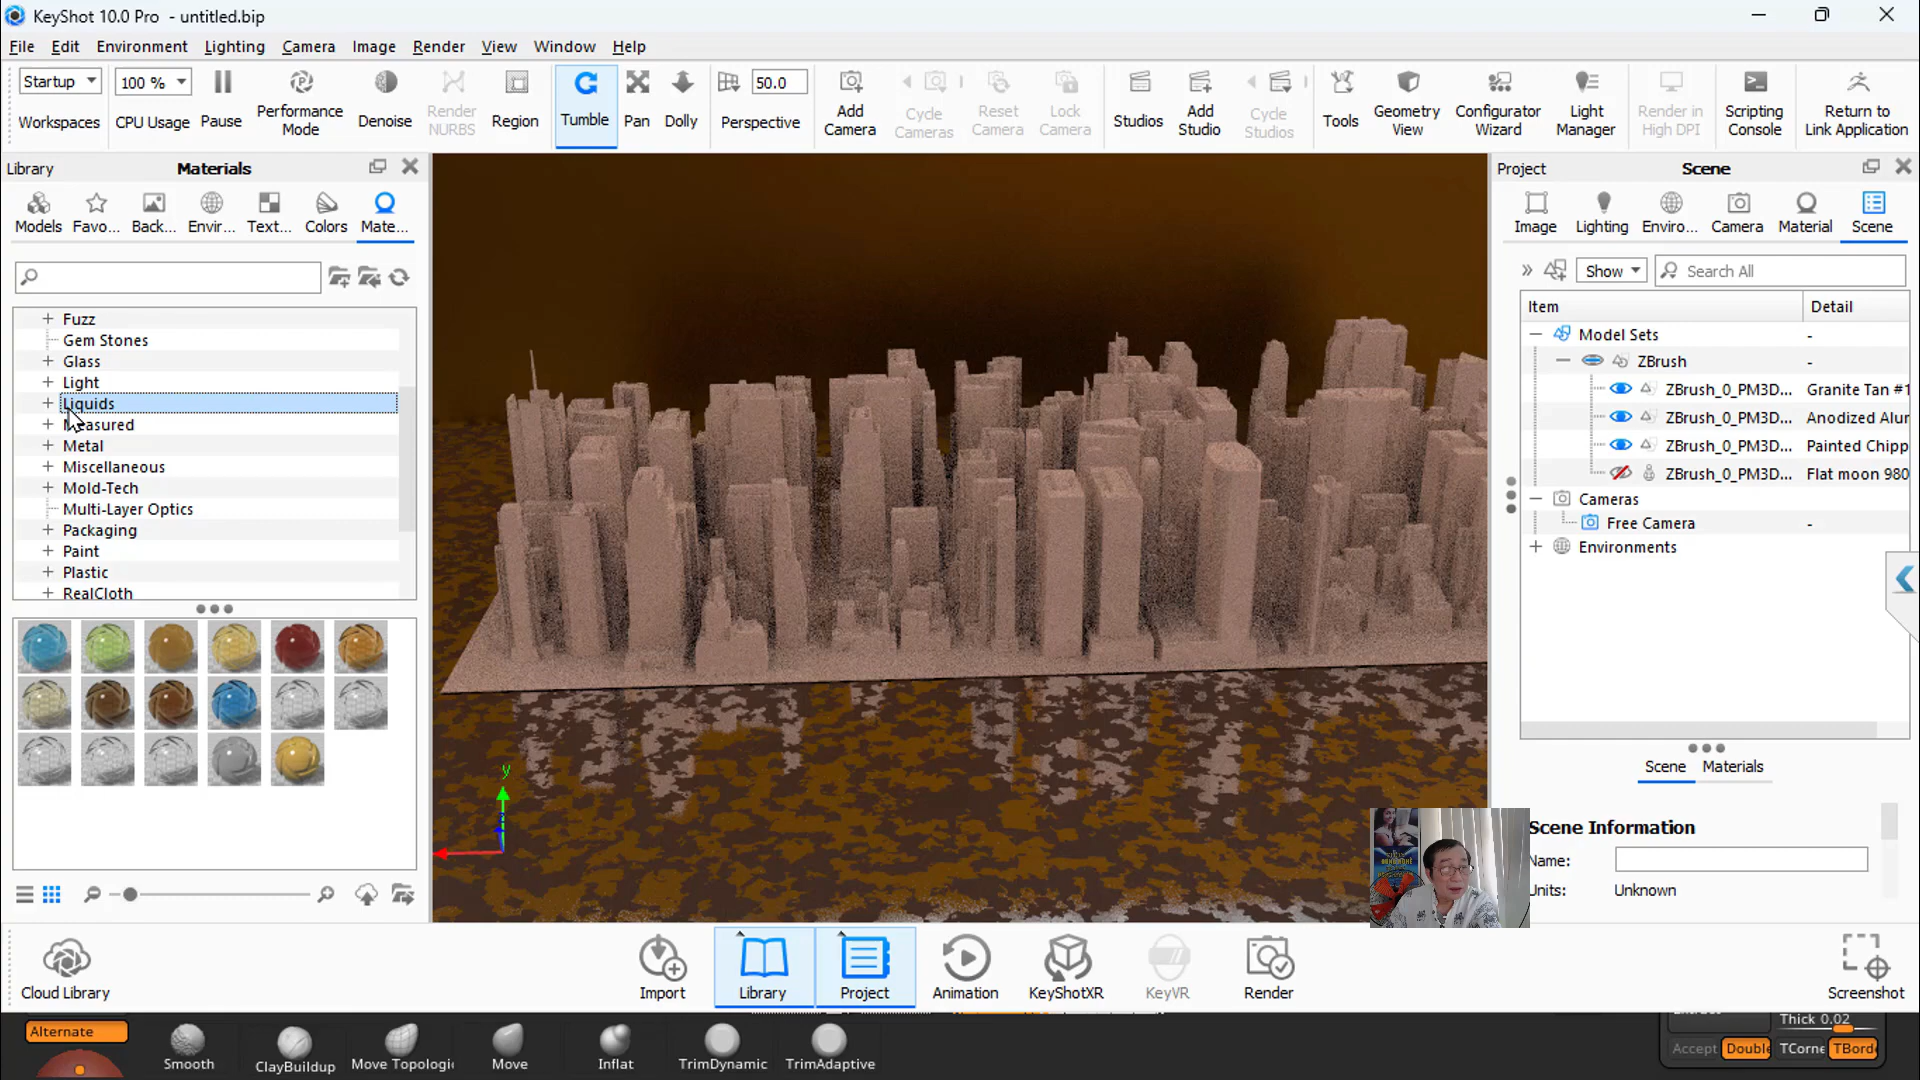 KeyShot 10.0 Pro - untitled.bip
File Edit Environment Lighting Camera Image Render View Window Help
Startup
Workspaces
100 %
CPU Usage
Pause
Performance
Mode
Denoise
Render
NURBS
Region
Tumble
Pan
Dolly
50.0
Perspective
Add
Camera
Cycle
Cameras
Reset
Camera
Lock
Camera
Studios
Add
Studio
Cycle
Studios
Tools
Geometry
View
Configurator
Wizard
Light
Manager
Render in
High DPI
Scripting
Console
Return to
Link Application
Library
Materials
Models Favo... Back... Envir... Text... Colors Mate...
Fuzz
Gem Stones
Glass
Light
Liquids
Measured
Metal
Miscellaneous
Mold-Tech
Multi-Layer Optics
Packaging
Paint
Plastic
RealCloth
y
Project
Scene
Image Lighting Enviro... Camera Material Scene
Show
Search All
Item Detail
Model Sets -
ZBrush -
ZBrush_0_PM3D... Granite Tan #1
ZBrush_0_PM3D... Anodized Alur
ZBrush_0_PM3D... Painted Chipp
ZBrush_0_PM3D... Flat moon 980
Cameras
Free Camera -
Environments
Scene Materials
Scene Information
Name:
Units: Unknown
Cloud Library
Import
Library
Project
Animation
KeyShotXR
KeyVR
Render
Screenshot
Alternate
Smooth
ClayBuildup
Move Topologi
Move
Inflat
TrimDynamic
TrimAdaptive
Thick 0.02
Accept Double TCorne TBord